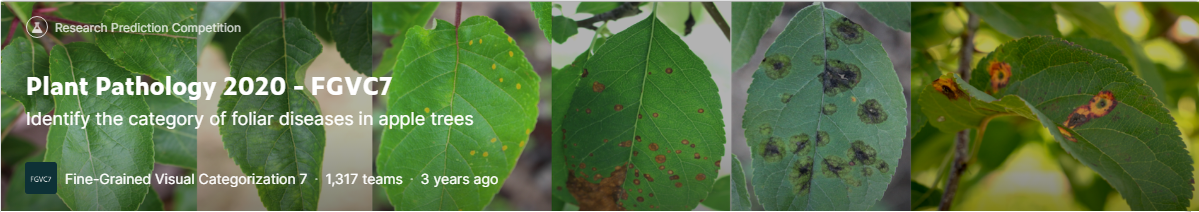 Research Prediction Competition
Plant Pathology 2020 - FGVC7
Identify the category of foliar diseases in apple trees
FGVC7
Fine-Grained Visual Categorization 7 · 1,317 teams · 3 years ago